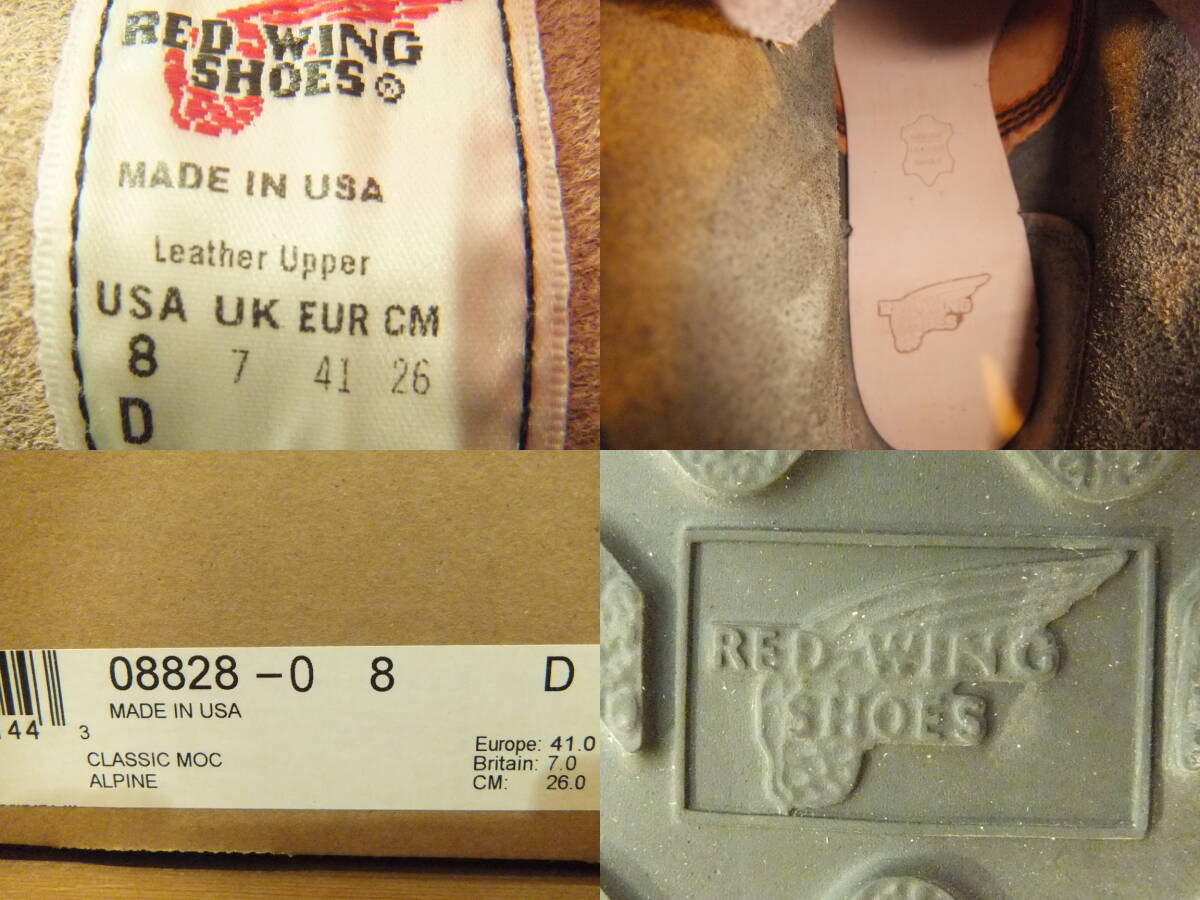 RED WING
SHOES®
MADE IN USA
Leather Upper
USA UK EUR CM
8 7 41 26
D
08828-0 8 D
MADE IN USA
44 3
CLASSIC MOC
ALPINE
Europe: 41.0
Britain: 7.0
CM: 26.0
RED WING
SHOES